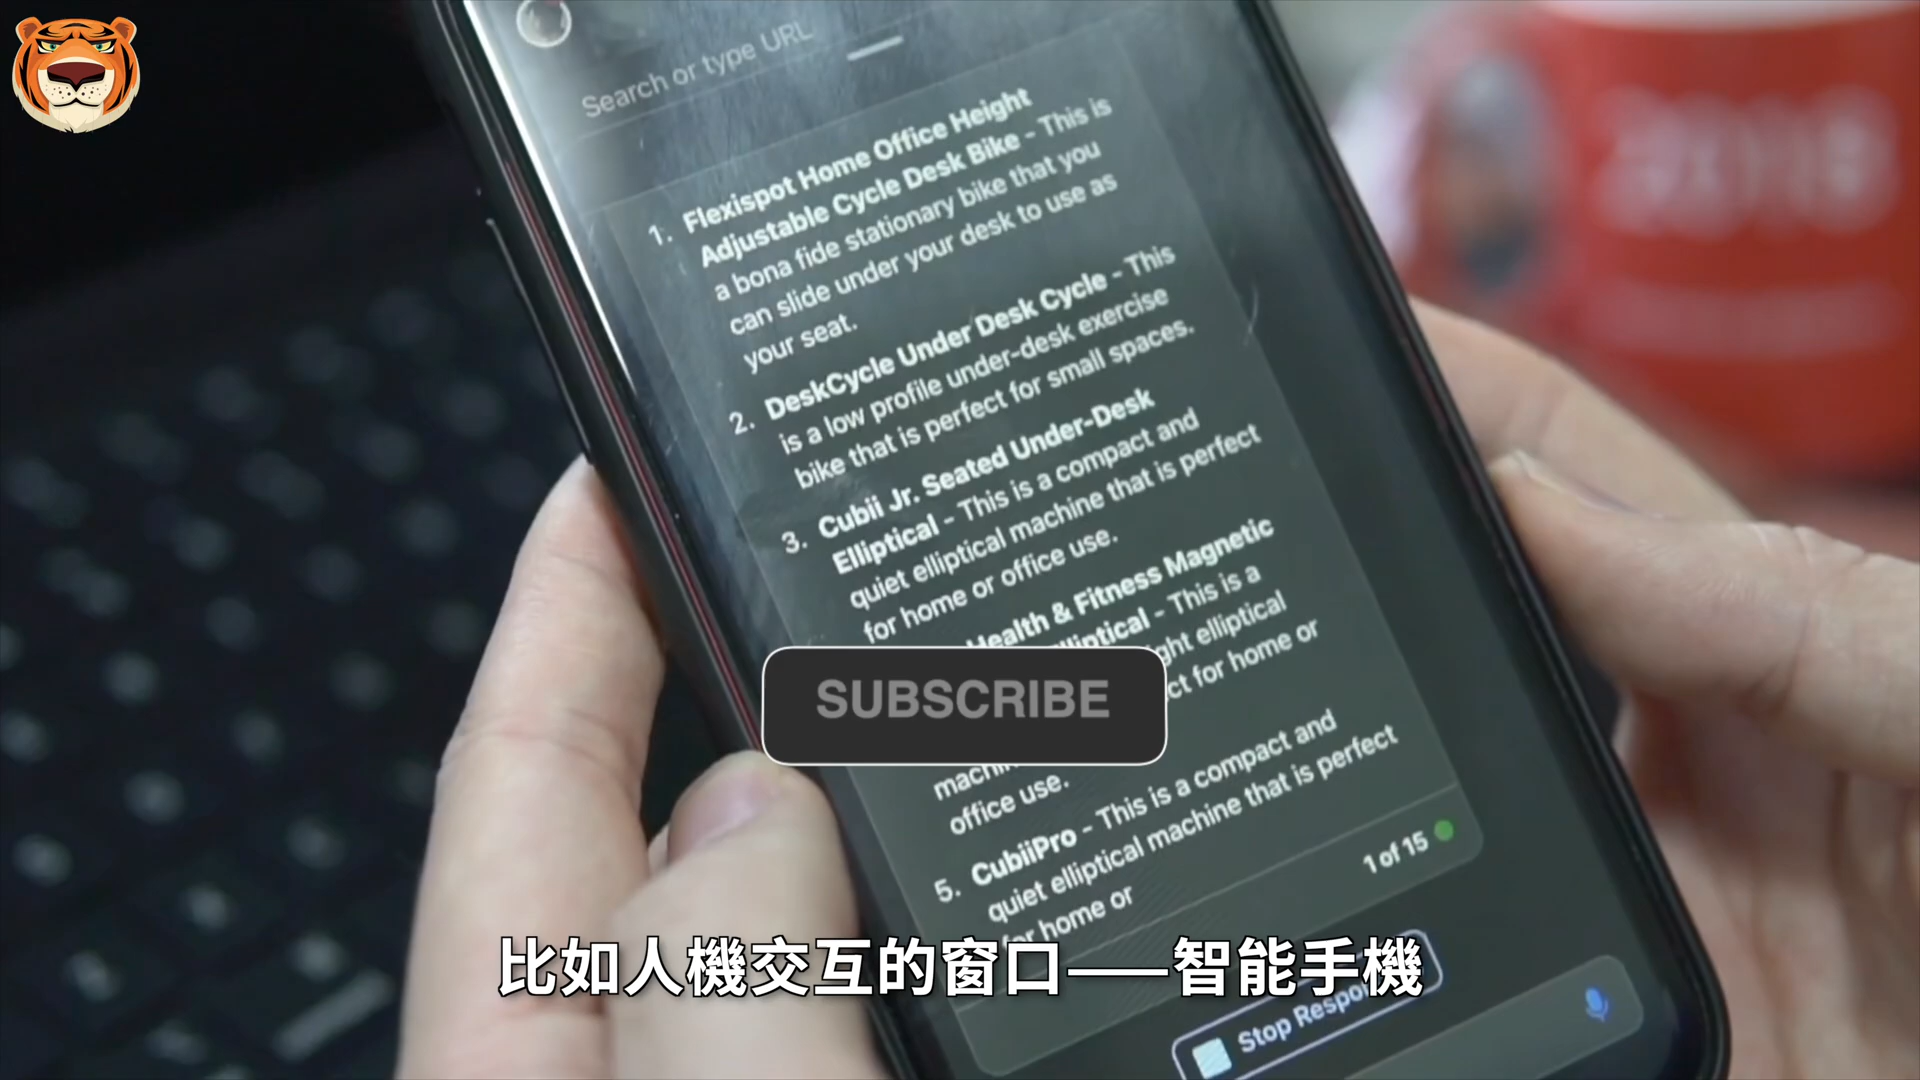 Search or type URL
1. Flexispot Home Office Height
Adjustable Cycle Desk Bike - This is
a bona fide stationary bike that you
can slide under your desk to use as
your seat.
2. DeskCycle Under Desk Cycle - This
is a low profile under-desk exercise
bike that is perfect for small spaces.
3. Cubii Jr. Seated Under-Desk
Elliptical - This is a compact and
quiet elliptical machine that is perfect
for home or office use.
Health & Fitness Magnetic
- This is a
elliptical
for home or
office use.
5. CubiiPro - This is a compact and
quiet elliptical machine that is perfect
for home or
1 of 15
SUBSCRIBE
比如人機交互的窗口——智能手機
Stop